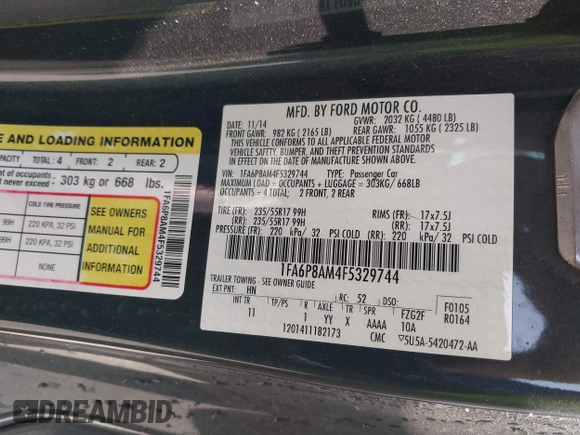 E AND LOADING INFORMATION
PACITY TOTAL: 4 FRONT: 2 REAR: 2
of occupants
never exceed 303 kg or 668 lbs.
COLD TIRE PRESSURE
99H 220 KPA, 32 PSI
99H 220 KPA, 32 PSI
NONE
SEE OWNERS
MANUAL FOR
ADDITIONAL
INFORMATION
1FA6P8AM4F5329744
MFD. BY FORD MOTOR CO.
11/14 GVWR: 2032 KG ( 4480 LB)
FRONT GAWR: 982 KG ( 2165 LB) REAR GAWR: 1055 KG ( 2325 LB)
THIS VEHICLE CONFORMS TO ALL APPLICABLE FEDERAL MOTOR
VEHICLE SAFETY, BUMPER, AND THEFT PREVENTION STANDARDS
IN EFFECT ON THE DATE OF MANUFACTURE SHOWN ABOVE.
VIN: 1FA6P8AM4F5329744 TYPE: Passenger Car
MAXIMUM LOAD = OCCUPANTS + LUGGAGE = 303KG/ 668LB
OCCUPANTS = 4 TOTAL: 2 FRONT, 2 REAR
TIRE (FR): 235/55R17 99H RIMS (FR): 17x7.5J
TIRE (RR): 235/55R17 99H RIMS (RR): 17x7.5J
PRESSURE (FR): 220 kPa/ 32 PSI COLD (RR): 220 kPa/ 32 PSI COLD
1FA6P8AM4F5329744
TRAILER TOWING - SEE OWNER GUIDE
EXT PNT: HN RC: 52 DSO: F0105
INT TR TP/PS R AXLE TR SPR FZG2F R0164
11 1 YY X AAAA 10A
1201411182173 CMC ▽5U5A-5420472-AA
DREAMBID